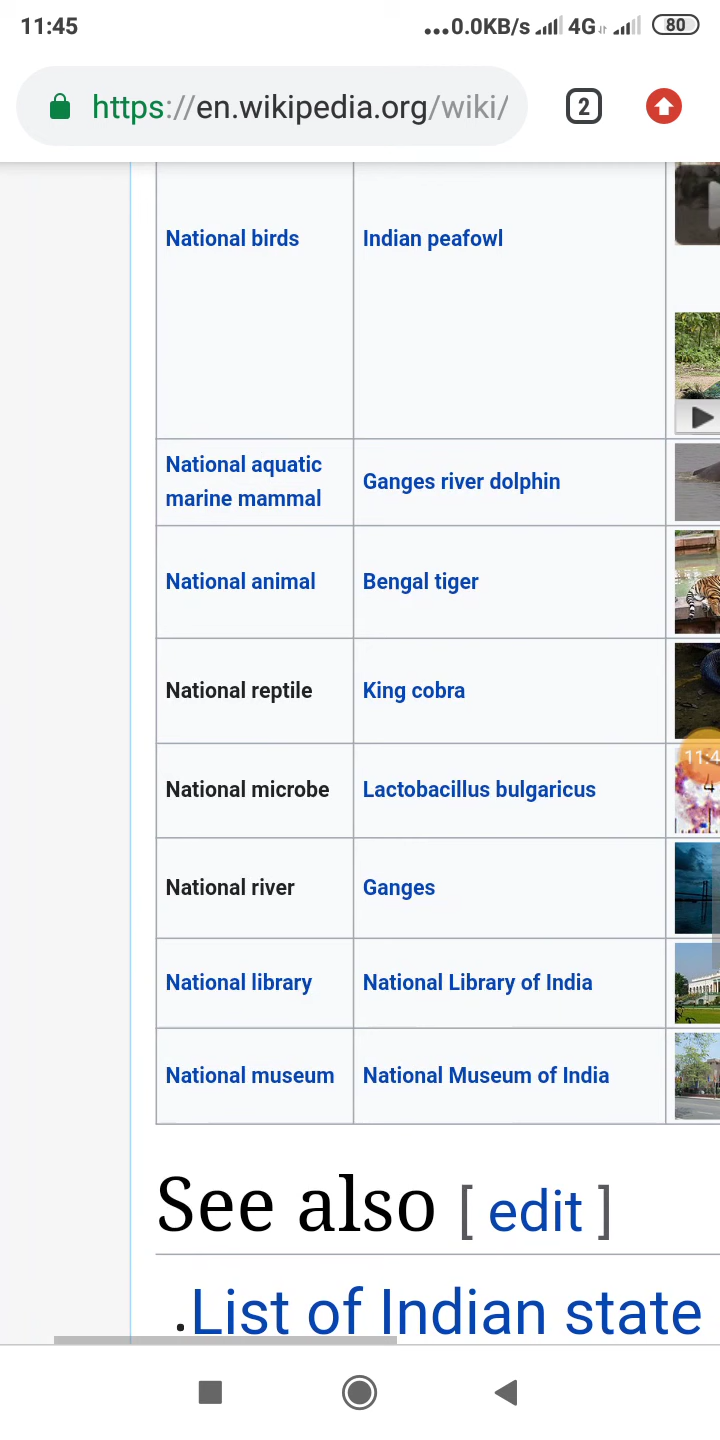 11:45
...0.0KB/s 4G 80
https://en.wikipedia.org/wiki/
2
National birds Indian peafowl
National aquatic
marine mammal Ganges river dolphin
National animal Bengal tiger
National reptile King cobra
11:4
National microbe Lactobacillus bulgaricus
National river Ganges
National library National Library of India
National museum National Museum of India
See also [ edit ]
.List of Indian state